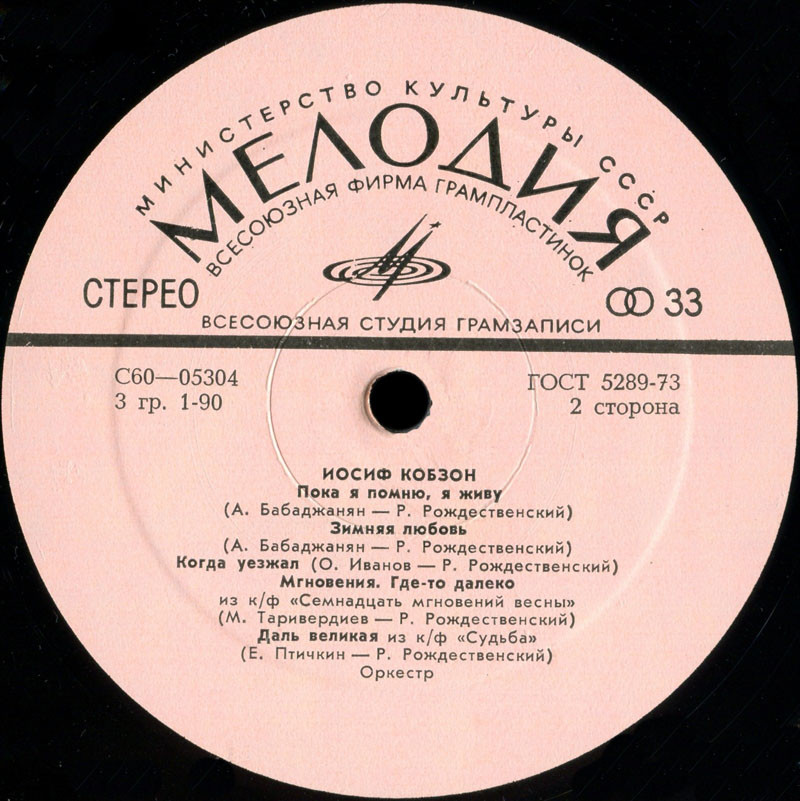 МИНИСТЕРСТВО КУЛЬТУРЫ СССР
МЕЛОДИЯ
ВСЕСОЮЗНАЯ ФИРМА ГРАМПЛАСТИНОК
СТЕРЕО
33
ВСЕСОЮЗНАЯ СТУДИЯ ГРАМЗАПИСИ
С60—05304
ГОСТ 5289-73
3 гр. 1-90
2 сторона
ИОСИФ КОБЗОН
Пока я помню, я живу
(А. Бабаджанян — Р. Рождественский)
Зимняя любовь
(А. Бабаджанян — Р. Рождественский)
Когда уезжал (О. Иванов — Р. Рождественский)
Мгновения. Где-то далеко
из к/ф «Семнадцать мгновений весны»
(М. Таривердиев — Р. Рождественский)
Даль великая из к/ф «Судьба»
(Е. Птичкин — Р. Рождественский)
Оркестр